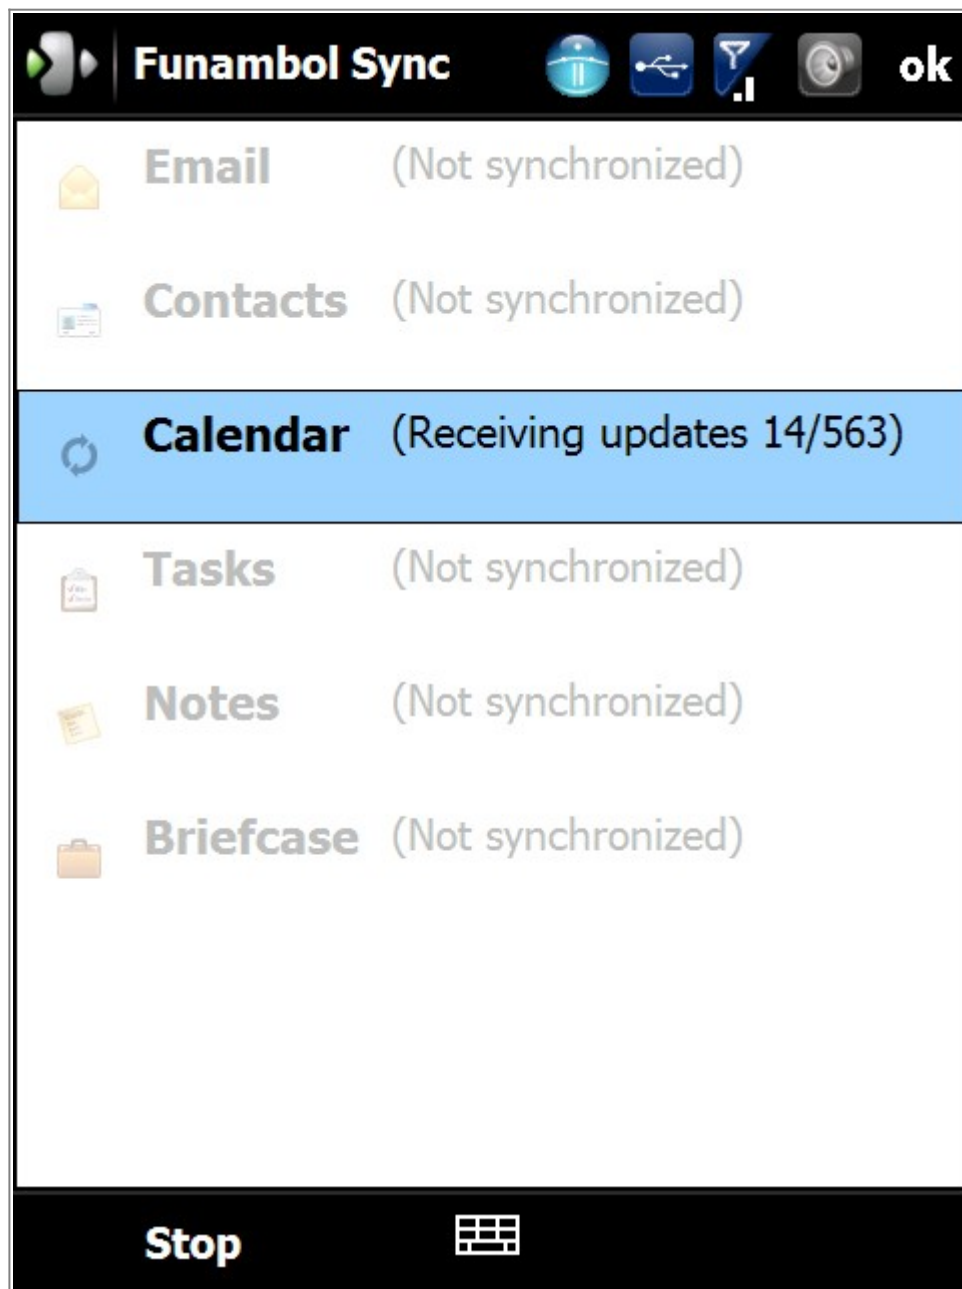 Funambol Sync ok
Email (Not synchronized)
Contacts (Not synchronized)
Calendar (Receiving updates 14/563)
Tasks (Not synchronized)
Notes (Not synchronized)
Briefcase (Not synchronized)
Stop